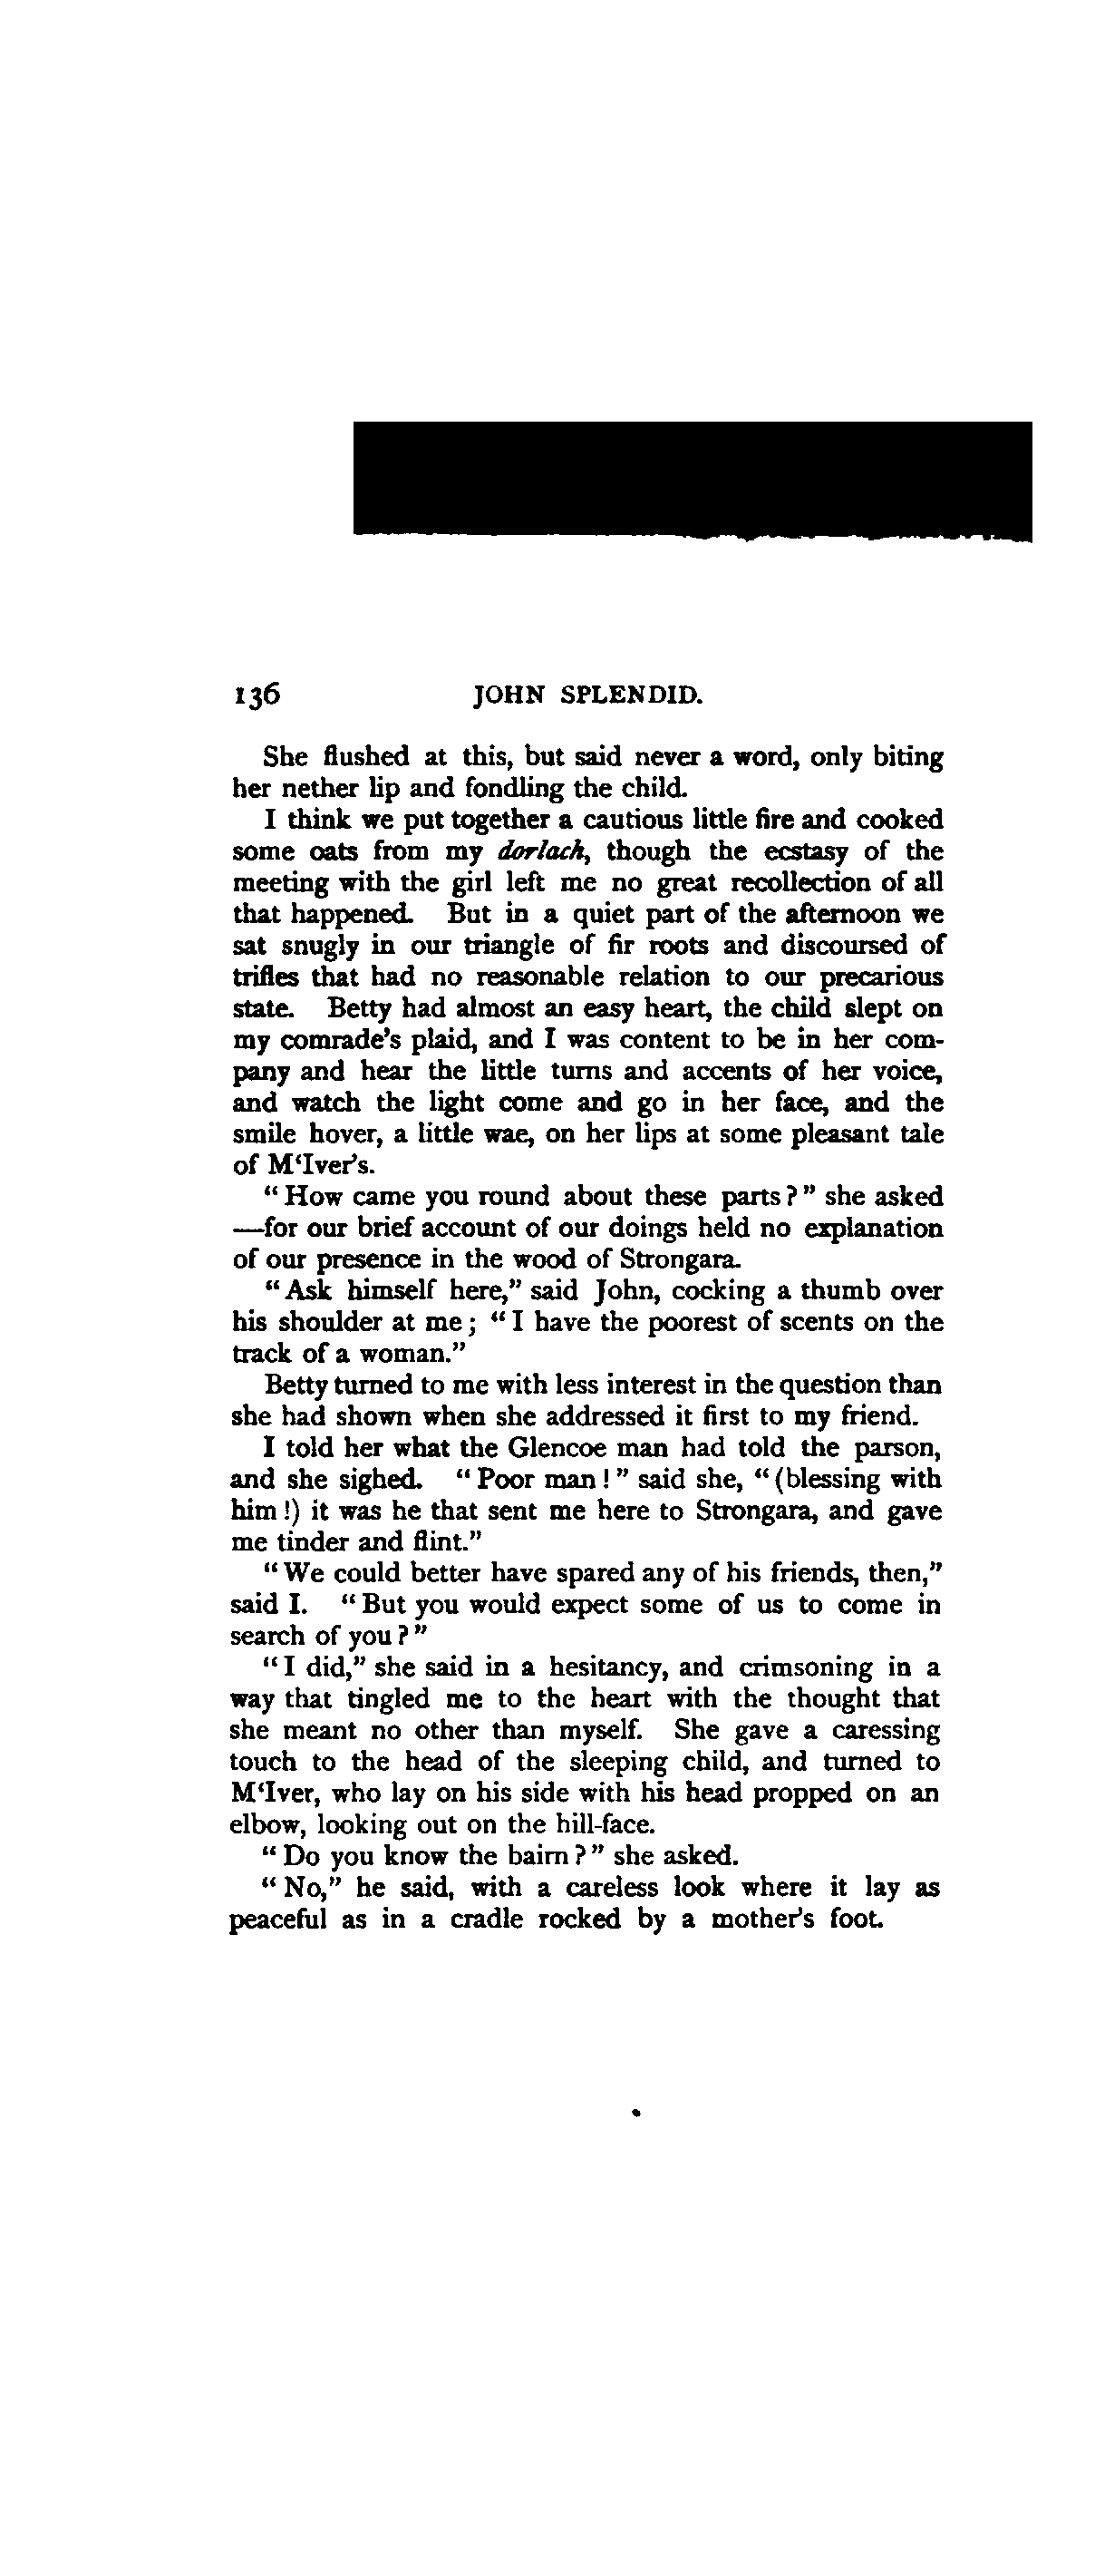 136 JOHN SPLENDID.
She flushed at this, but said never a word, only biting
her nether lip and fondling the child.
I think we put together a cautious little fire and cooked
some oats from my dorlach, though the ecstasy of the
meeting with the girl left me no great recollection of all
that happened. But in a quiet part of the afternoon we
sat snugly in our triangle of fir roots and discoursed of
trifles that had no reasonable relation to our precarious
state. Betty had almost an easy heart, the child slept on
my comrade's plaid, and I was content to be in her com-
pany and hear the little turns and accents of her voice,
and watch the light come and go in her face, and the
smile hover, a little wae, on her lips at some pleasant tale
of M‘Iver's.
“How came you round about these parts?” she asked
—for our brief account of our doings held no explanation
of our presence in the wood of Strongara.
“Ask himself here,” said John, cocking a thumb over
his shoulder at me; “I have the poorest of scents on the
track of a woman.”
Betty turned to me with less interest in the question than
she had shown when she addressed it first to my friend.
I told her what the Glencoe man had told the parson,
and she sighed. “Poor man!” said she, “(blessing with
him!) it was he that sent me here to Strongara, and gave
me tinder and flint.”
“We could better have spared any of his friends, then,”
said I. “But you would expect some of us to come in
search of you?”
“I did,” she said in a hesitancy, and crimsoning in a
way that tingled me to the heart with the thought that
she meant no other than myself. She gave a caressing
touch to the head of the sleeping child, and turned to
M‘Iver, who lay on his side with his head propped on an
elbow, looking out on the hill-face.
“Do you know the bairn?” she asked.
“No,” he said, with a careless look where it lay as
peaceful as in a cradle rocked by a mother's foot.